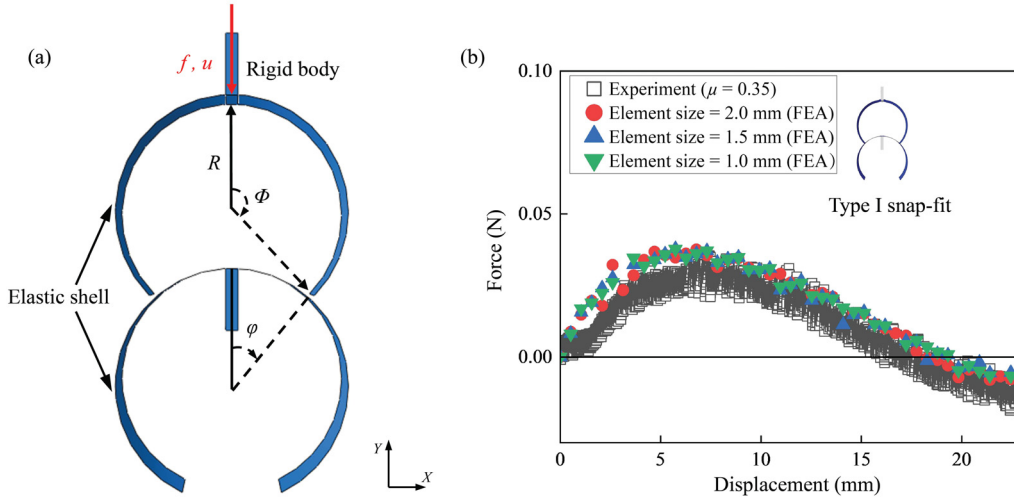 (a)
f, u
Rigid body
R
Φ
Elastic shell
φ
Y
X
(b)
0.10
0.05
0.00
Force (N)
Experiment (μ = 0.35)
Element size = 2.0 mm (FEA)
Element size = 1.5 mm (FEA)
Element size = 1.0 mm (FEA)
Type I snap-fit
0
5
10
15
20
Displacement (mm)